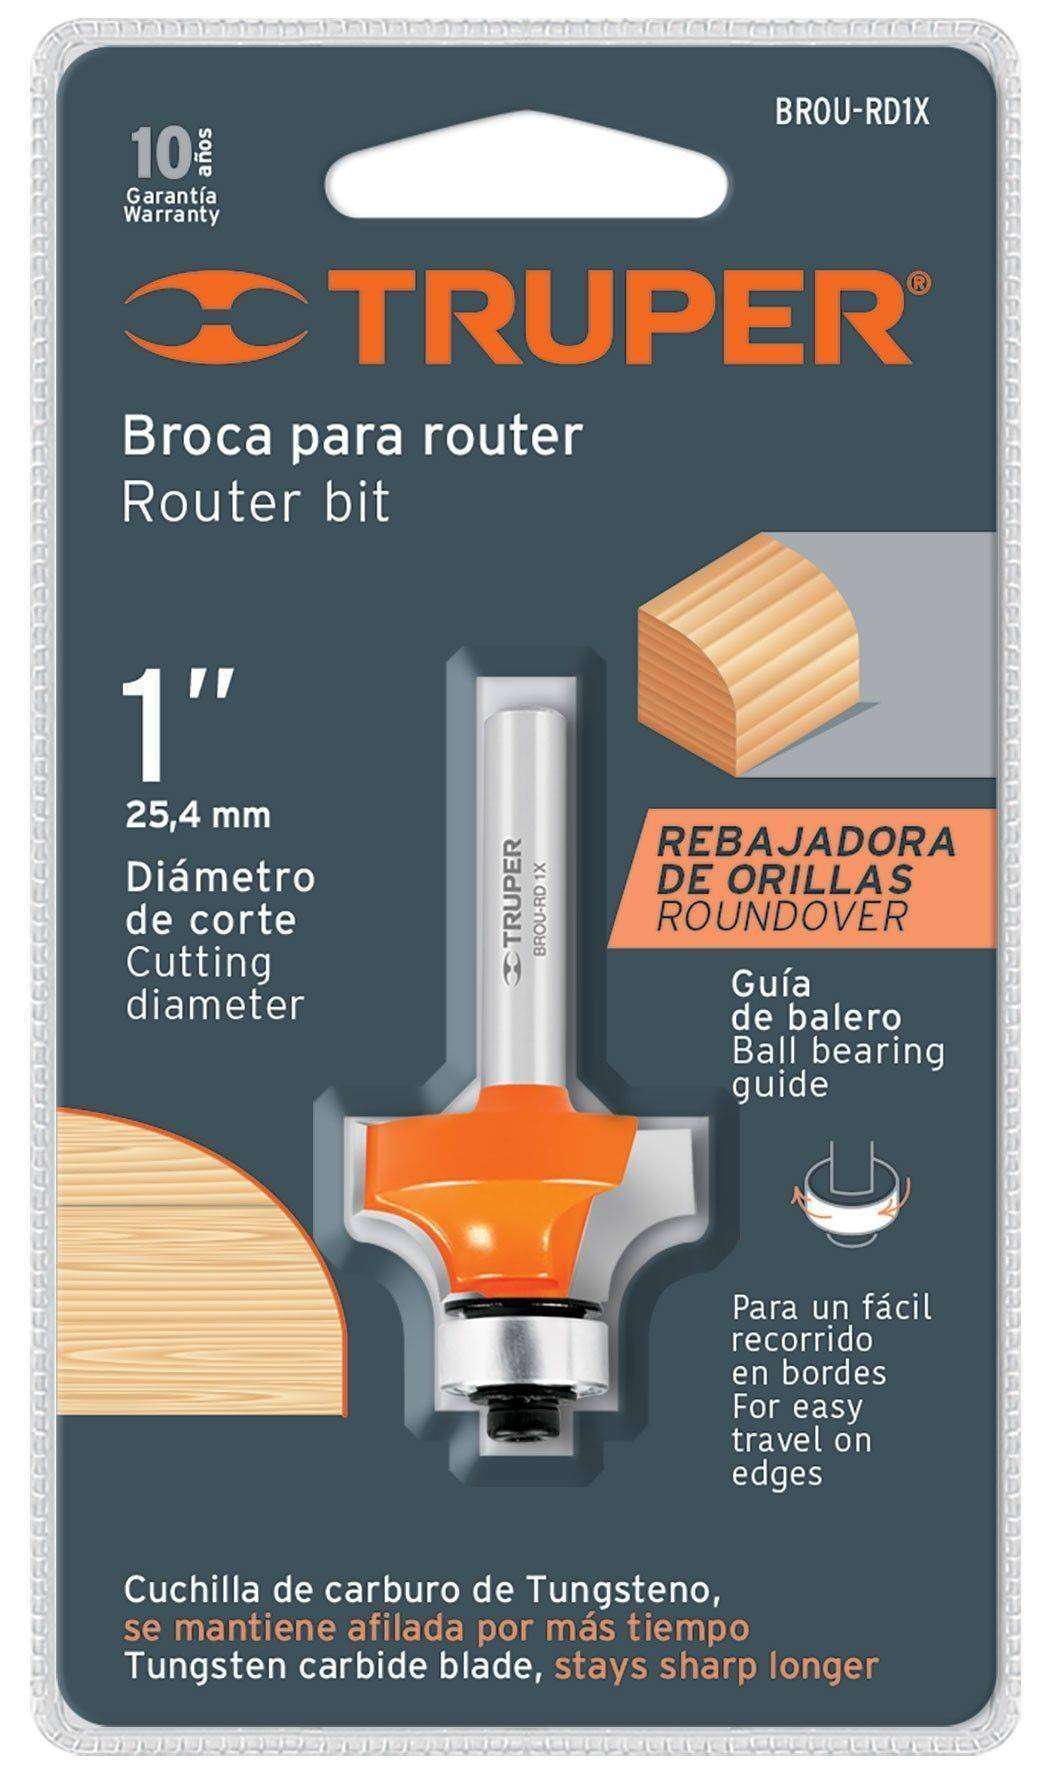 BROU-RD1X
10 años
Garantía
Warranty
TRUPER®
Broca para router
Router bit
1"
25,4 mm
Diámetro
de corte
Cutting
diameter
TRUPER
BROU-RD 1X
REBAJADORA
DE ORILLAS
ROUNDOVER
Guía
de balero
Ball bearing
guide
Para un fácil
recorrido
en bordes
For easy
travel on
edges
Cuchilla de carburo de Tungsteno,
se mantiene afilada por más tiempo
Tungsten carbide blade, stays sharp longer